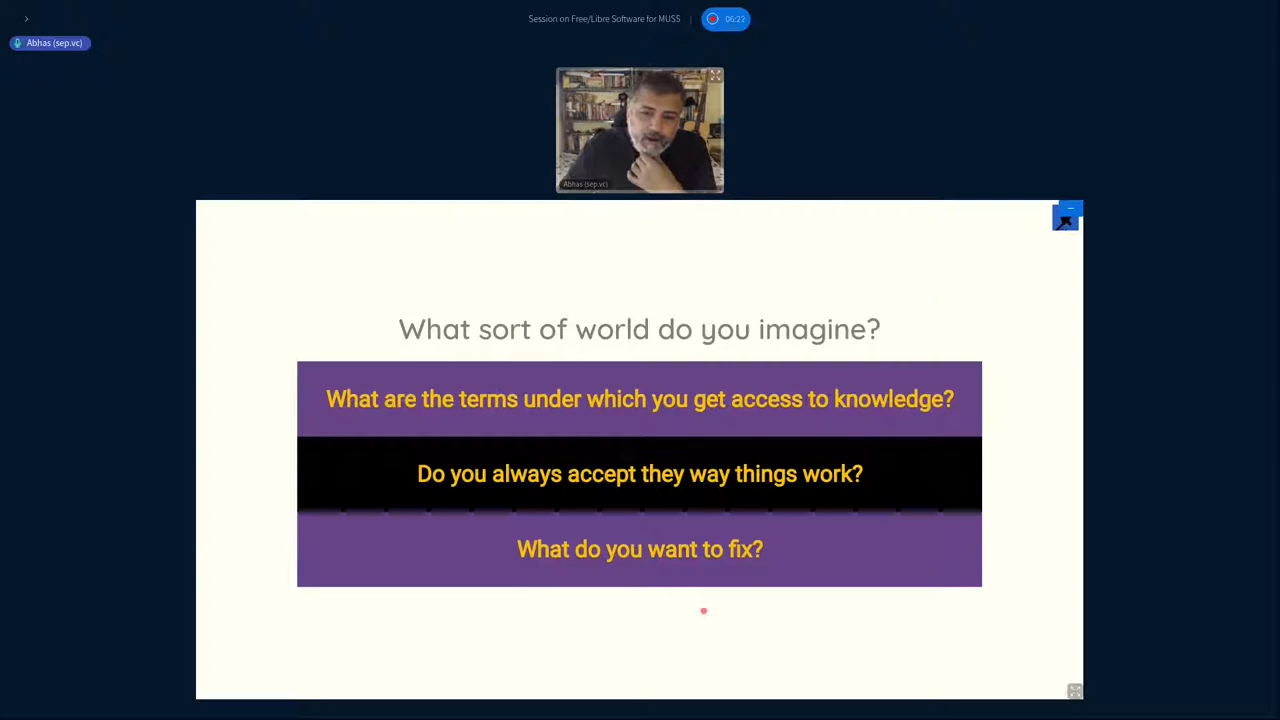 Session on Free/Libre Software for MUSS | 06:22
Abhas (sep.vc)
Abhas (sep.vc)
What sort of world do you imagine?
What are the terms under which you get access to knowledge?
Do you always accept they way things work?
What do you want to fix?